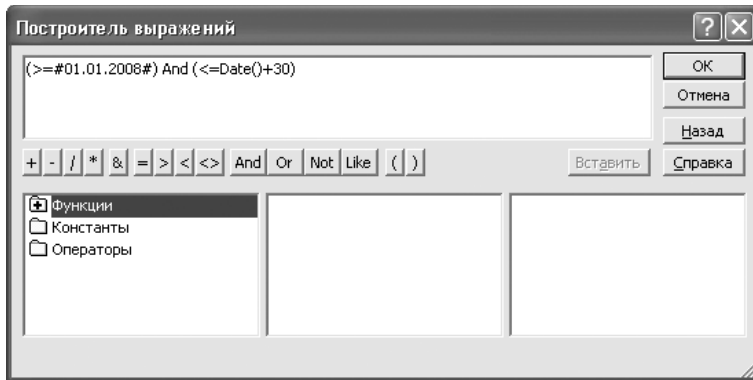 Построитель выражений
(>=#01.01.2008#) And (<=Date()+30)
ОК
Отмена
Назад
+ - / * & = > < <> And Or Not Like ( ) Вставить Справка
Функции
Константы
Операторы